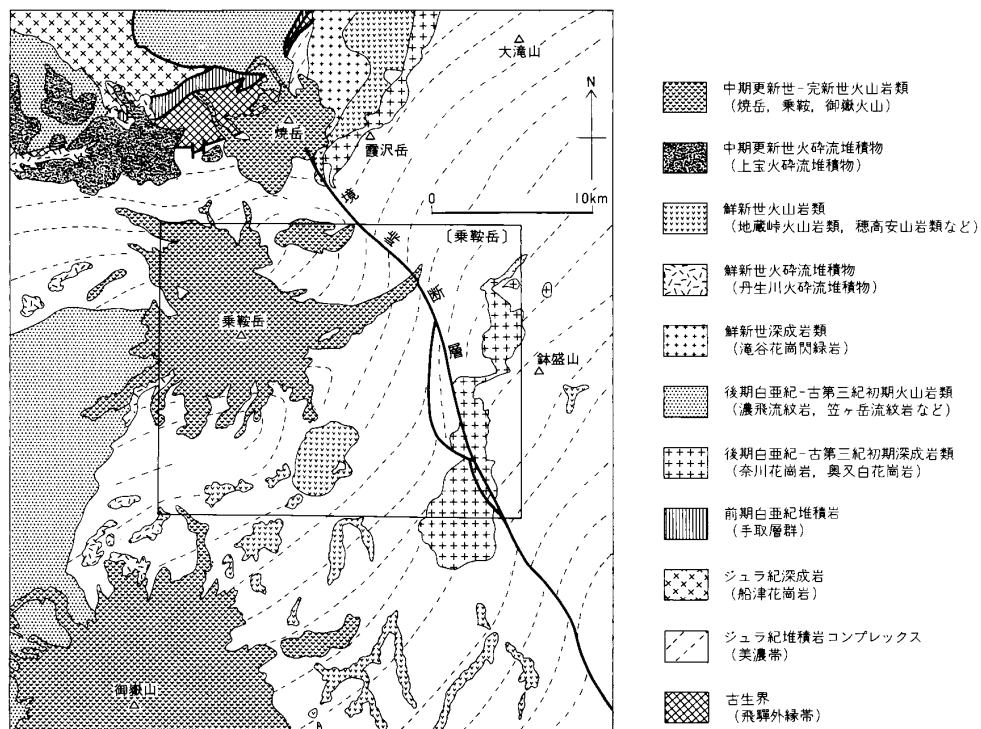 大滝山
N
焼岳
霞沢岳
0 10km
境峠断層
〔乗鞍岳〕
乗鞍岳
鉢盛山
御嶽山
中期更新世-完新世火山岩類
(焼岳,乗鞍,御嶽火山)
中期更新世火砕流堆積物
(上宝火砕流堆積物)
鮮新世火山岩類
(地蔵峠火山岩類,穂高安山岩類など)
鮮新世火砕流堆積物
(丹生川火砕流堆積物)
鮮新世深成岩類
(滝谷花崗閃緑岩)
後期白亜紀-古第三紀初期火山岩類
(濃飛流紋岩,笠ヶ岳流紋岩など)
後期白亜紀-古第三紀初期深成岩類
(奈川花崗岩,奥又白花崗岩)
前期白亜紀堆積岩
(手取層群)
ジュラ紀深成岩
(船津花崗岩)
ジュラ紀堆積岩コンプレックス
(美濃帯)
古生界
(飛驒外縁帯)